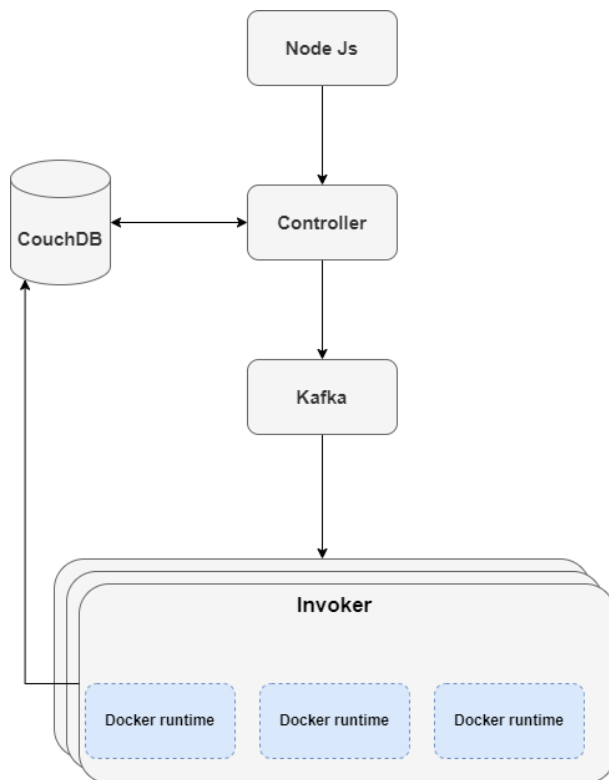 Node Js
CouchDB
Controller
Kafka
Invoker
Docker runtime
Docker runtime
Docker runtime